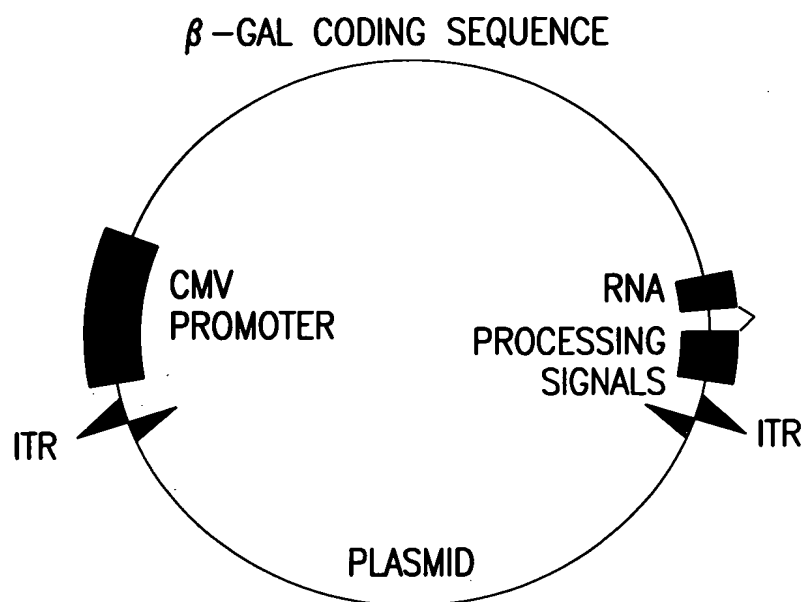 β-GAL CODING SEQUENCE
CMV
PROMOTER
RNA
PROCESSING
SIGNALS
ITR
ITR
PLASMID